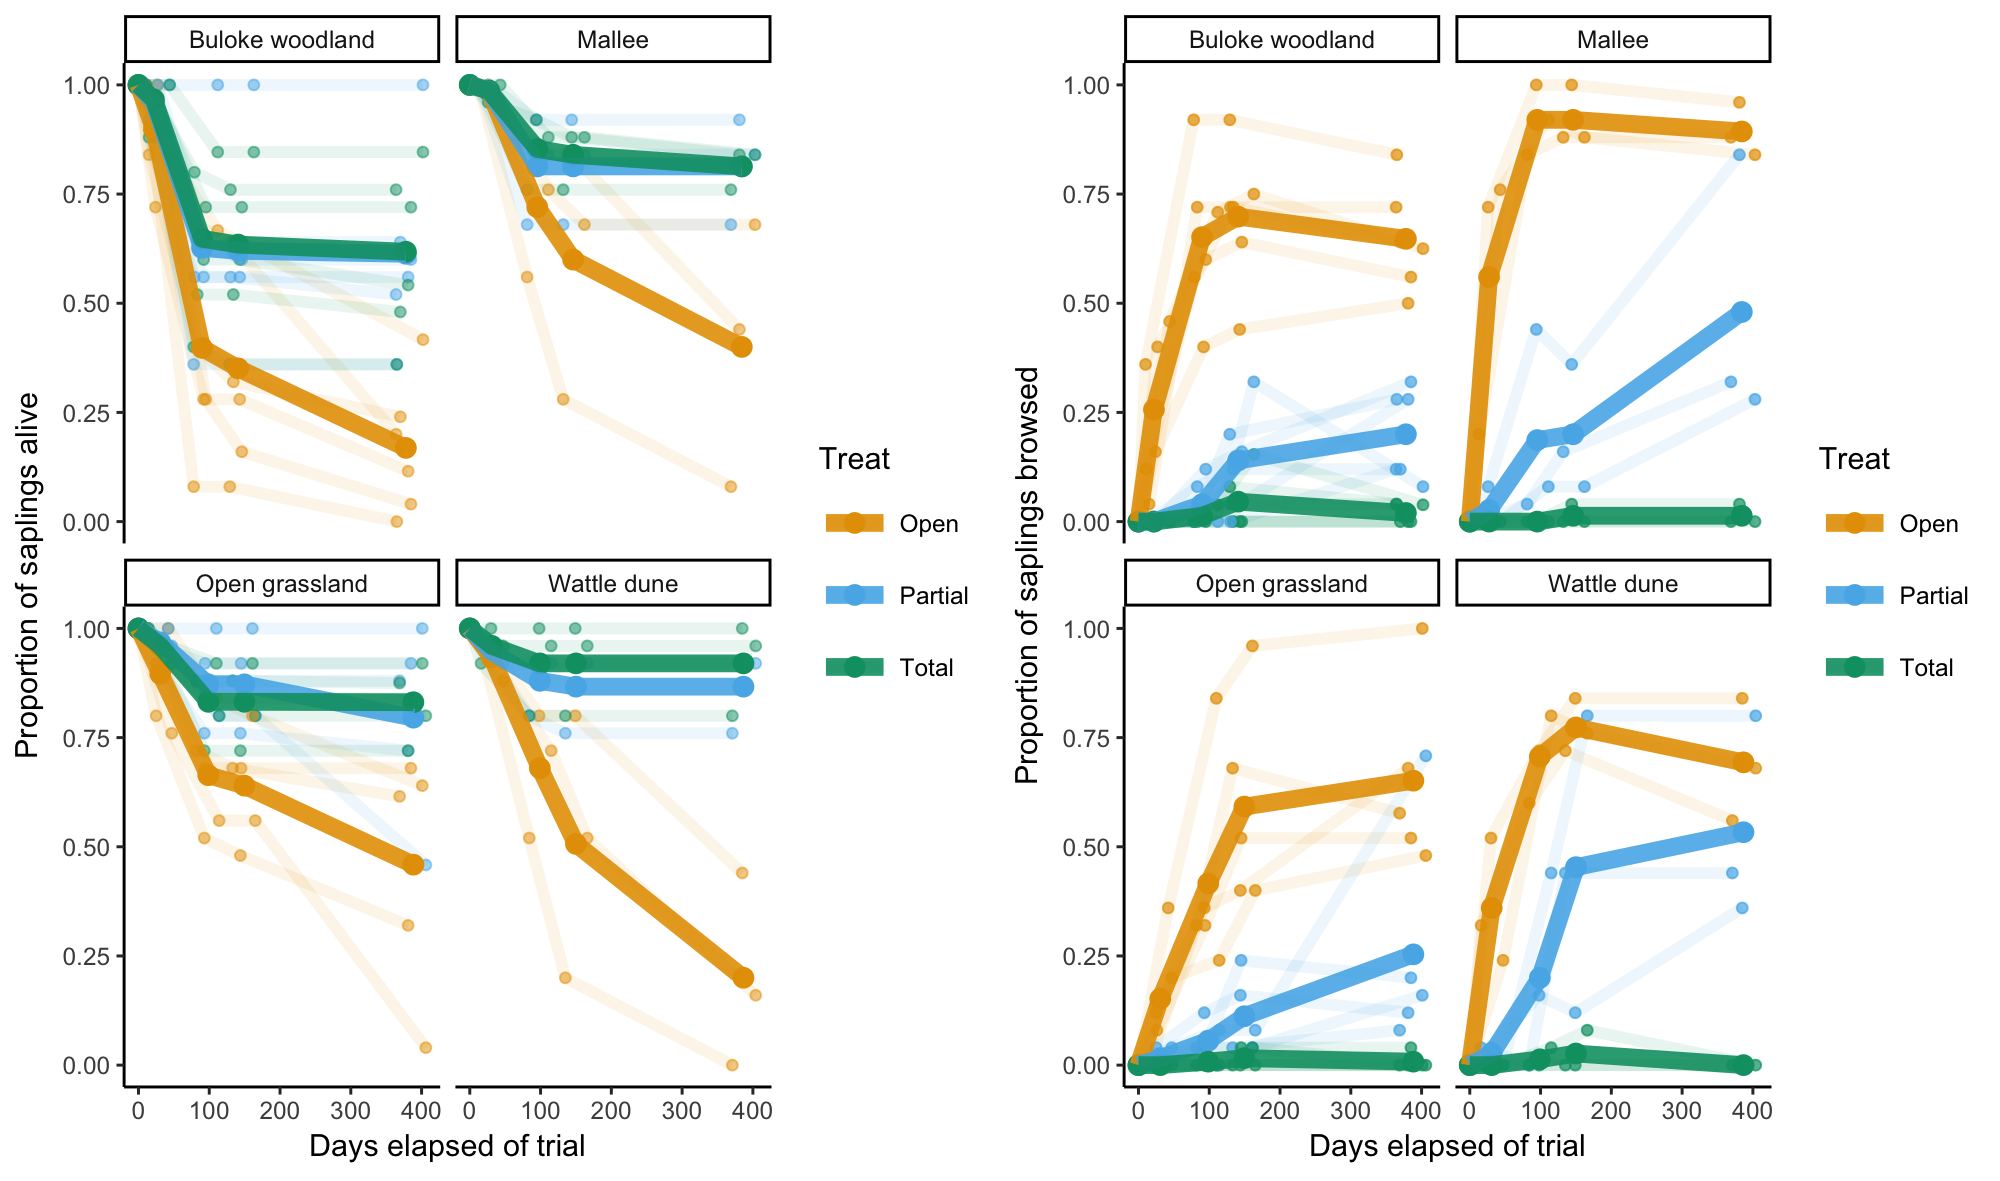 Buloke woodland
Mallee
Proportion of saplings alive
1.00
0.75
0.50
0.25
0.00
Open grassland
Wattle dune
1.00
0.75
0.50
0.25
0.00
0 100 200 300 400
0 100 200 300 400
Days elapsed of trial
Treat
Open
Partial
Total
Buloke woodland
Mallee
Proportion of saplings browsed
1.00
0.75
0.50
0.25
0.00
Open grassland
Wattle dune
1.00
0.75
0.50
0.25
0.00
0 100 200 300 400
0 100 200 300 400
Days elapsed of trial
Treat
Open
Partial
Total